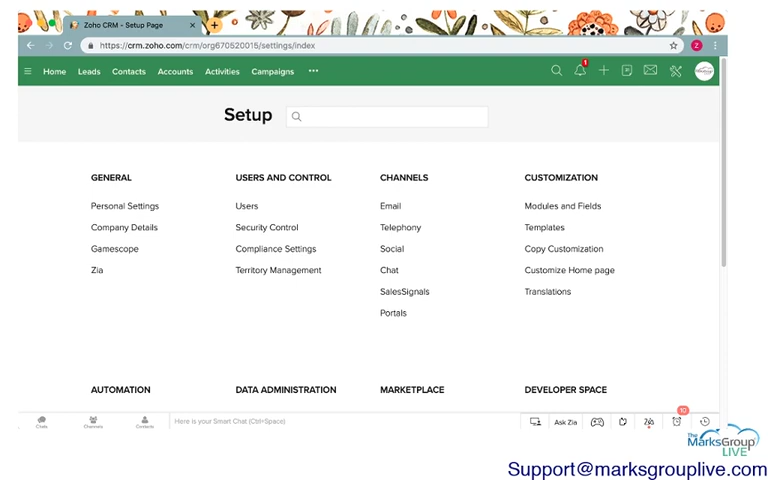 Zoho CRM - Setup Page
https://crm.zoho.com/crm/org670520015/settings/index
Z
Home Leads Contacts Accounts Activities Campaigns
1
Setup
GENERAL
Personal Settings
Company Details
Gamescope
Zia
USERS AND CONTROL
Users
Security Control
Compliance Settings
Territory Management
CHANNELS
Email
Telephony
Social
Chat
SalesSignals
Portals
CUSTOMIZATION
Modules and Fields
Templates
Copy Customization
Customize Home page
Translations
AUTOMATION
DATA ADMINISTRATION
MARKETPLACE
DEVELOPER SPACE
Chats Channels Contacts
Here is your Smart Chat (Ctrl+Space)
Ask Zia
10
The
MarksGroup
LIVE
Support@marksgrouplive.com